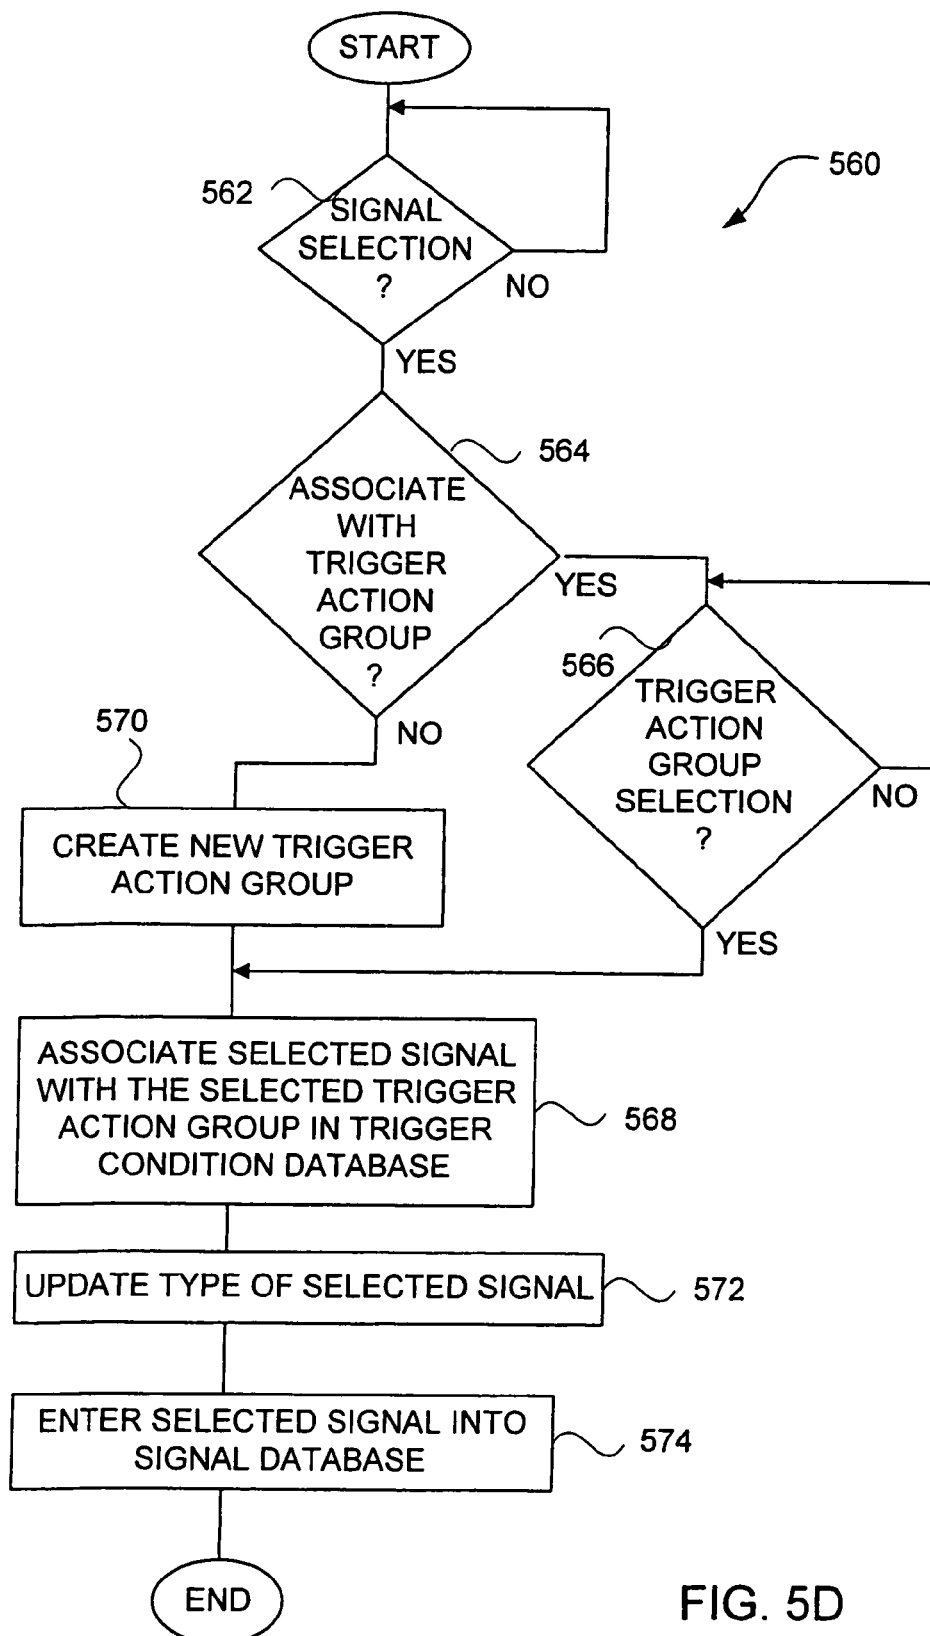 START
560
562
SIGNAL
SELECTION
?
NO
YES
564
ASSOCIATE
WITH
TRIGGER
ACTION
GROUP
?
YES
566
TRIGGER
ACTION
GROUP
SELECTION
?
NO
NO
570
CREATE NEW TRIGGER
ACTION GROUP
YES
ASSOCIATE SELECTED SIGNAL
WITH THE SELECTED TRIGGER
ACTION GROUP IN TRIGGER
CONDITION DATABASE
568
UPDATE TYPE OF SELECTED SIGNAL
572
ENTER SELECTED SIGNAL INTO
SIGNAL DATABASE
574
END
FIG. 5D